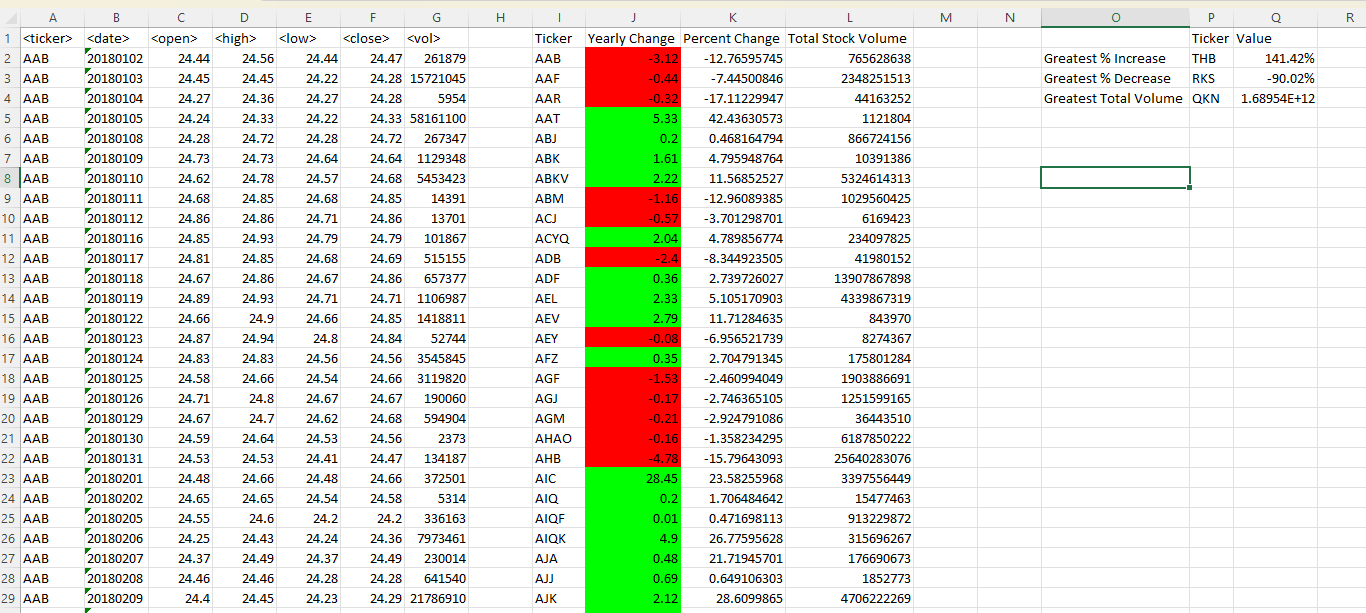 A B C D E F G H I J K L M N O P Q R
1 <ticker> <date> <open> <high> <low> <close> <vol> Ticker Yearly Change Percent Change Total Stock Volume Ticker Value
2 AAB 20180102 24.44 24.56 24.44 24.47 261879 AAB -3.12 -12.76595745 765628638 Greatest % Increase THB 141.42%
3 AAB 20180103 24.45 24.45 24.22 24.28 15721045 AAF -0.44 -7.44500846 2348251513 Greatest % Decrease RKS -90.02%
4 AAB 20180104 24.27 24.36 24.27 24.28 5954 AAR -0.32 -17.11229947 44163252 Greatest Total Volume QKN 1.68954E+12
5 AAB 20180105 24.24 24.33 24.22 24.33 58161100 AAT 5.33 42.43630573 1121804
6 AAB 20180108 24.28 24.72 24.28 24.72 267347 ABJ 0.2 0.468164794 866724156
7 AAB 20180109 24.73 24.73 24.64 24.64 1129348 ABK 1.61 4.795948764 10391386
8 AAB 20180110 24.62 24.78 24.57 24.68 5453423 ABKV 2.22 11.56852527 5324614313
9 AAB 20180111 24.68 24.85 24.68 24.85 14391 ABM -1.16 -12.96089385 1029560425
10 AAB 20180112 24.86 24.86 24.71 24.86 13701 ACJ -0.57 -3.701298701 6169423
11 AAB 20180116 24.85 24.93 24.79 24.79 101867 ACYQ 2.04 4.789856774 234097825
12 AAB 20180117 24.81 24.85 24.68 24.69 515155 ADB -2.4 -8.344923505 41980152
13 AAB 20180118 24.67 24.86 24.67 24.86 657377 ADF 0.36 2.739726027 13907867898
14 AAB 20180119 24.89 24.93 24.71 24.71 1106987 AEL 2.33 5.105170903 4339867319
15 AAB 20180122 24.66 24.9 24.66 24.85 1418811 AEV 2.79 11.71284635 843970
16 AAB 20180123 24.87 24.94 24.8 24.84 52744 AEY -0.08 -6.956521739 8274367
17 AAB 20180124 24.83 24.83 24.56 24.56 3545845 AFZ 0.35 2.704791345 175801284
18 AAB 20180125 24.58 24.66 24.54 24.66 3119820 AGF -1.53 -2.460994049 1903886691
19 AAB 20180126 24.71 24.8 24.67 24.67 190060 AGJ -0.17 -2.746365105 1251599165
20 AAB 20180129 24.67 24.7 24.62 24.68 594904 AGM -0.21 -2.924791086 36443510
21 AAB 20180130 24.59 24.64 24.53 24.56 2373 AHAO -0.16 -1.358234295 6187850222
22 AAB 20180131 24.53 24.53 24.41 24.47 134187 AHB -4.78 -15.79643093 25640283076
23 AAB 20180201 24.48 24.66 24.48 24.66 372501 AIC 28.45 23.58255968 3397556449
24 AAB 20180202 24.65 24.65 24.54 24.58 5314 AIQ 0.2 1.706484642 15477463
25 AAB 20180205 24.55 24.6 24.2 24.2 336163 AIQF 0.01 0.471698113 913229872
26 AAB 20180206 24.25 24.43 24.24 24.36 7973461 AIQK 4.9 26.77595628 315696267
27 AAB 20180207 24.37 24.49 24.37 24.49 230014 AJA 0.48 21.71945701 176690673
28 AAB 20180208 24.46 24.46 24.28 24.28 641540 AJJ 0.69 0.649106303 1852773
29 AAB 20180209 24.4 24.45 24.23 24.29 21786910 AJK 2.12 28.6099865 4706222269